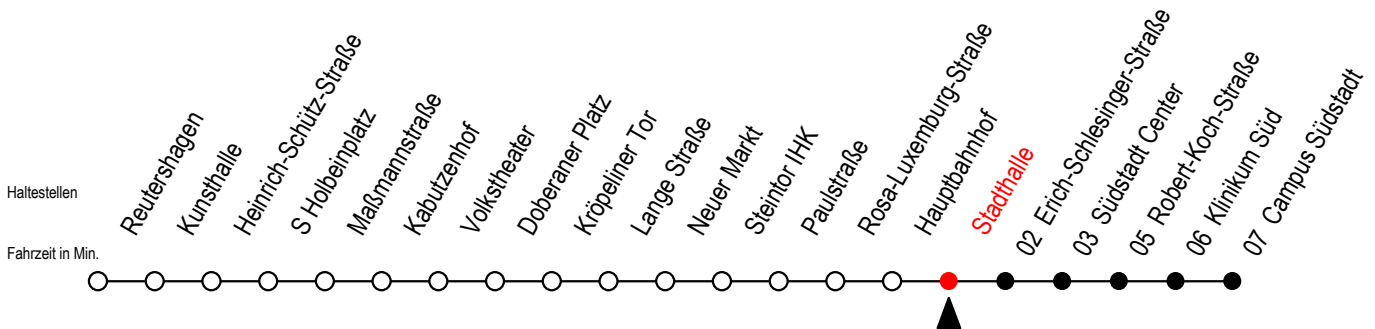 Haltestellen
Fahrzeit in Min.
Reutershagen
Kunsthalle
Heinrich-Schütz-Straße
S Holbeinplatz
Maßmannstraße
Kabutzenhof
Volkstheater
Doberaner Platz
Kröpeliner Tor
Lange Straße
Neuer Markt
Steintor IHK
Paulstraße
Rosa-Luxemburg-Straße
Hauptbahnhof
Stadthalle
02 Erich-Schlesinger-Straße
03 Südstadt Center
05 Robert-Koch-Straße
06 Klinikum Süd
07 Campus Südstadt